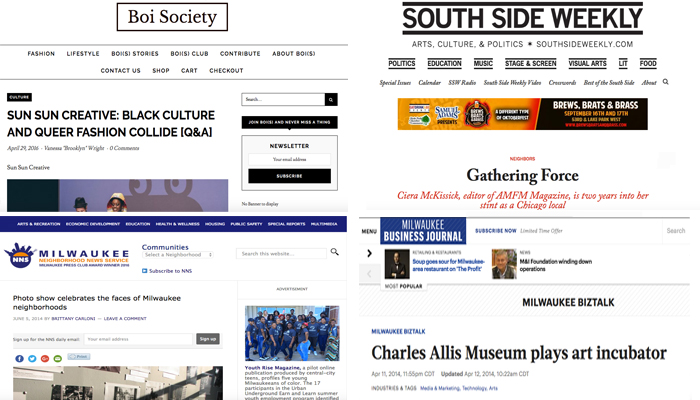 Boi Society
FASHION LIFESTYLE BOI(S) STORIES BOI(S) CLUB CONTRIBUTE ABOUT BOI(S)
CONTACT US SHOP CART CHECKOUT
CULTURE
SUN SUN CREATIVE: BLACK CULTURE
AND QUEER FASHION COLLIDE [Q&A]
April 29, 2016 · Vanessa "Brooklyn" Wright · 0 Comments
Sun Sun Creative
Search...
JOIN BOI(S) AND NEVER MISS A THING
NEWSLETTER
Your email address
SUBSCRIBE
No Banner to display
SOUTH SIDE WEEKLY
ARTS, CULTURE, & POLITICS ★ SOUTHSIDEWEEKLY.COM
POLITICS EDUCATION MUSIC STAGE & SCREEN VISUAL ARTS LIT FOOD
Special Issues Calendar SSW Radio South Side Weekly Video Crosswords Best of the South Side About
SAMUEL ADAMS PRESENTS
A DIFFERENT TYPE OF OKTOBERFEST
BREWS, BRATS & BRASS
SEPTEMBER 16TH AND 17TH
53RD & LAKE PARK WEST
NEIGHBORS
Gathering Force
Ciera McKissick, editor of AMFM Magazine, is two years into her
stint as a Chicago local
ARTS & RECREATION ECONOMIC DEVELOPMENT EDUCATION HEALTH & WELLNESS HOUSING PUBLIC SAFETY SPECIAL REPORTS MULTIMEDIA
NNS
MILWAUKEE
NEIGHBORHOOD NEWS SERVICE
MILWAUKEE PRESS CLUB AWARD WINNER 2016
Communities
Select a Neighborhood
Subscribe to NNS
Search this website...
Photo show celebrates the faces of Milwaukee
neighborhoods
JUNE 5, 2014 BY BRITTANY CARLONI — LEAVE A COMMENT
Sign up for the NNS daily email:
Your email address
Sign up
ADVERTISEMENT
Youth Rise Magazine, a pilot
publication produced by central-city
teens, profiles five young
Milwaukeeans of color. The 17
participants in the Urban
Underground Earn and Learn summer
youth employment program identified
MENU
MILWAUKEE
BUSINESS JOURNAL
SUBSCRIBE NOW Limited Time Offer
Search
RETAILING & RESTAURANTS
Soup goes sour for Milwaukee-
area restaurant on 'The Profit'
NEWS
M&I Foundation winding down
operations
MOST POPULAR
MILWAUKEE BIZTALK
MILWAUKEE BIZTALK
Charles Allis Museum plays art incubator
Apr 11, 2014, 11:55pm CDT Updated Apr 12, 2014, 10:22am CDT
INDUSTRIES & TAGS Media & Marketing, Technology, Arts